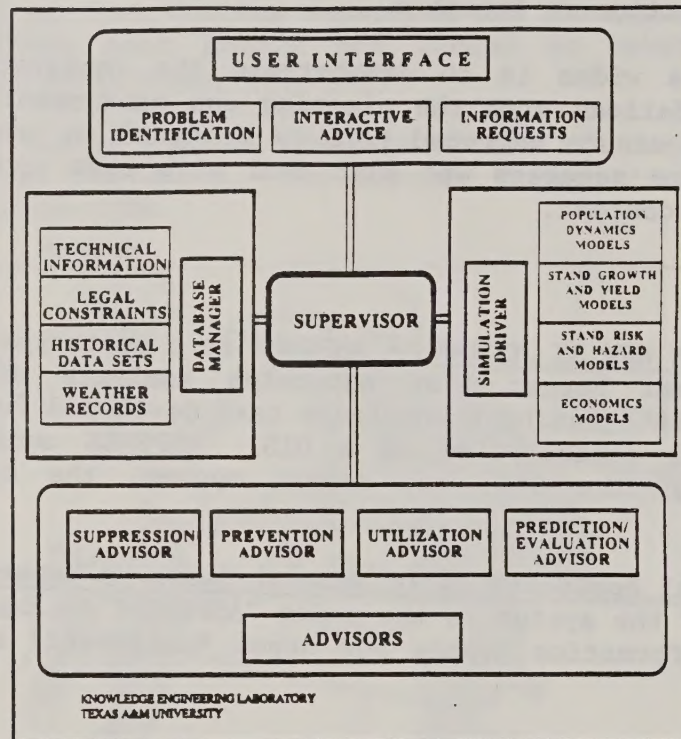 USER INTERFACE
PROBLEM
IDENTIFICATION
INTERACTIVE
ADVICE
INFORMATION
REQUESTS
TECHNICAL
INFORMATION
LEGAL
CONSTRAINTS
HISTORICAL
DATA SETS
WEATHER
RECORDS
DATABASE
MANAGER
SUPERVISOR
SIMULATION
DRIVER
POPULATION
DYNAMICS
MODELS
STAND GROWTH
AND YIELD
MODELS
STAND RISK
AND HAZARD
MODELS
ECONOMICS
MODELS
SUPPRESSION
ADVISOR
PREVENTION
ADVISOR
UTILIZATION
ADVISOR
PREDICTION/
EVALUATION
ADVISOR
ADVISORS
KNOWLEDGE ENGINEERING LABORATORY
TEXAS A&M UNIVERSITY